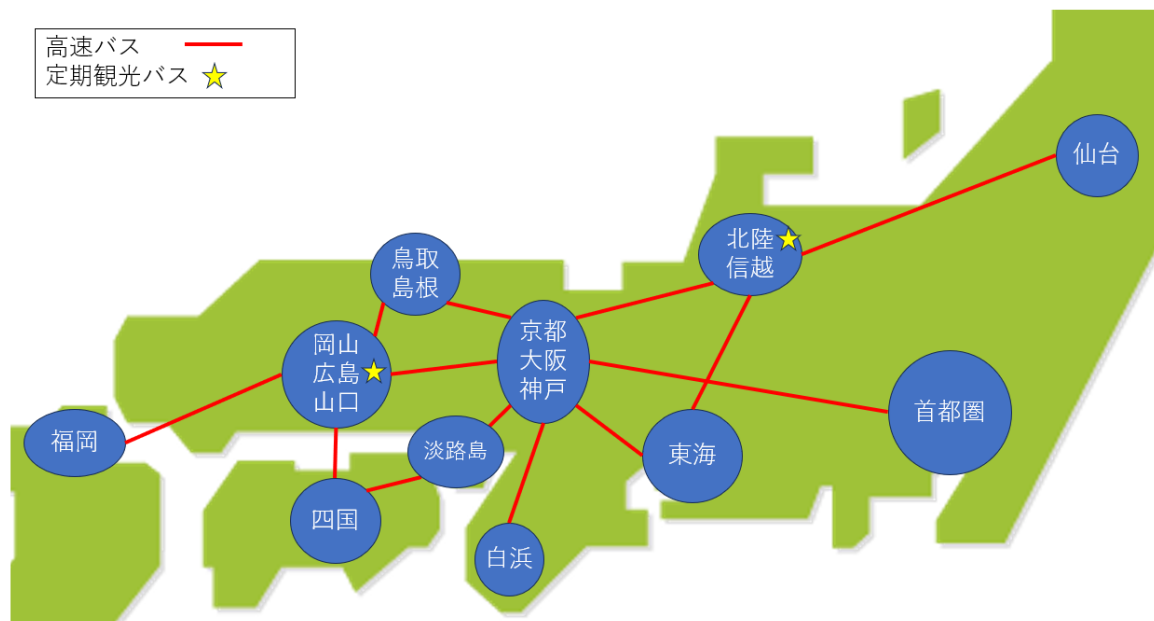 高速バス
定期観光バス
仙台
北陸
信越
鳥取
島根
京都
大阪
神戸
岡山
広島
山口
首都圏
福岡
淡路島
東海
四国
白浜